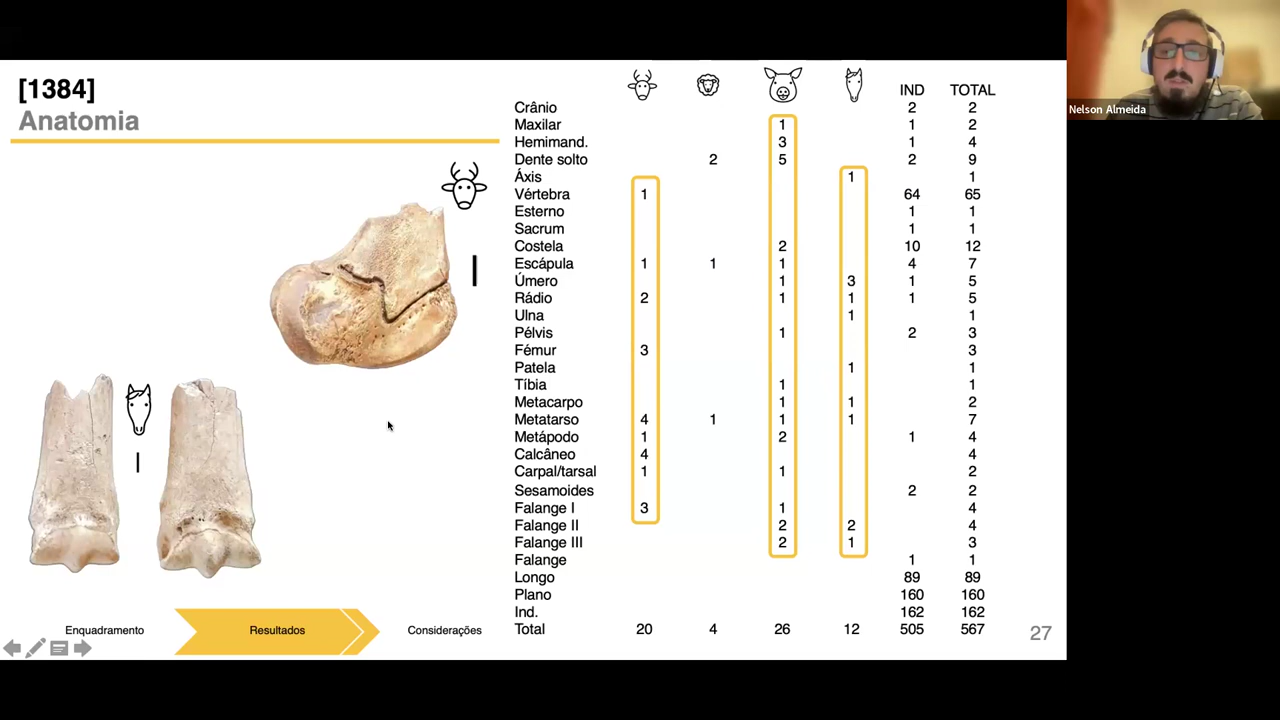 [1384]
Anatomia
IND TOTAL
Crânio 2 2
Maxilar 1 1 2
Hemimand. 3 1 4
Dente solto 2 5 2 9
Áxis 1 1
Vértebra 1 64 65
Esterno 1 1
Sacrum 1 1
Costela 2 10 12
Escápula 1 1 1 4 7
Úmero 1 3 1 5
Rádio 2 1 1 1 5
Ulna 1 1
Pélvis 1 2 3
Fémur 3 3
Patela 1 1
Tíbia 1 1
Metacarpo 1 1 2
Metatarso 4 1 1 1 7
Metápodo 1 2 1 4
Calcâneo 4 4
Carpal/tarsal 1 1 2
Sesamoides 2 2
Falange I 3 1 4
Falange II 2 2 4
Falange III 2 1 3
Falange 1 1
Longo 89 89
Plano 160 160
Ind. 162 162
Total 20 4 26 12 505 567
Enquadramento Resultados Considerações
27
Nelson Almeida